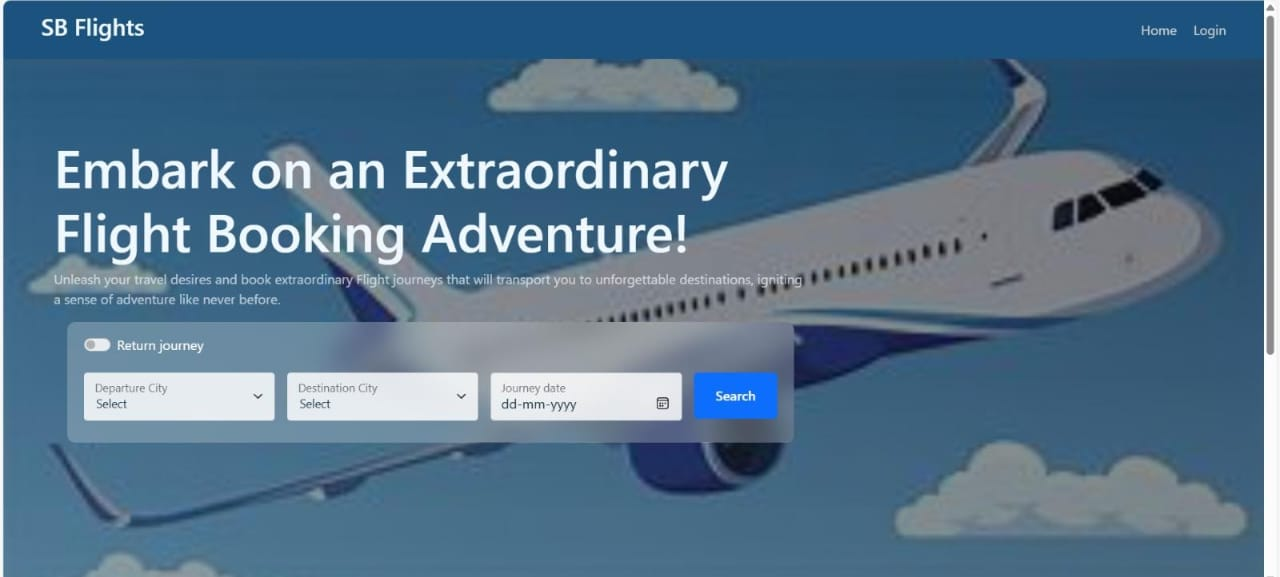 SB Flights
Home Login
Embark on an Extraordinary
Flight Booking Adventure!
Unleash your travel desires and book extraordinary Flight journeys that will transport you to unforgettable destinations, igniting
a sense of adventure like never before.
Return journey
Departure City
Select
Destination City
Select
Journey date
dd-mm-yyyy
Search